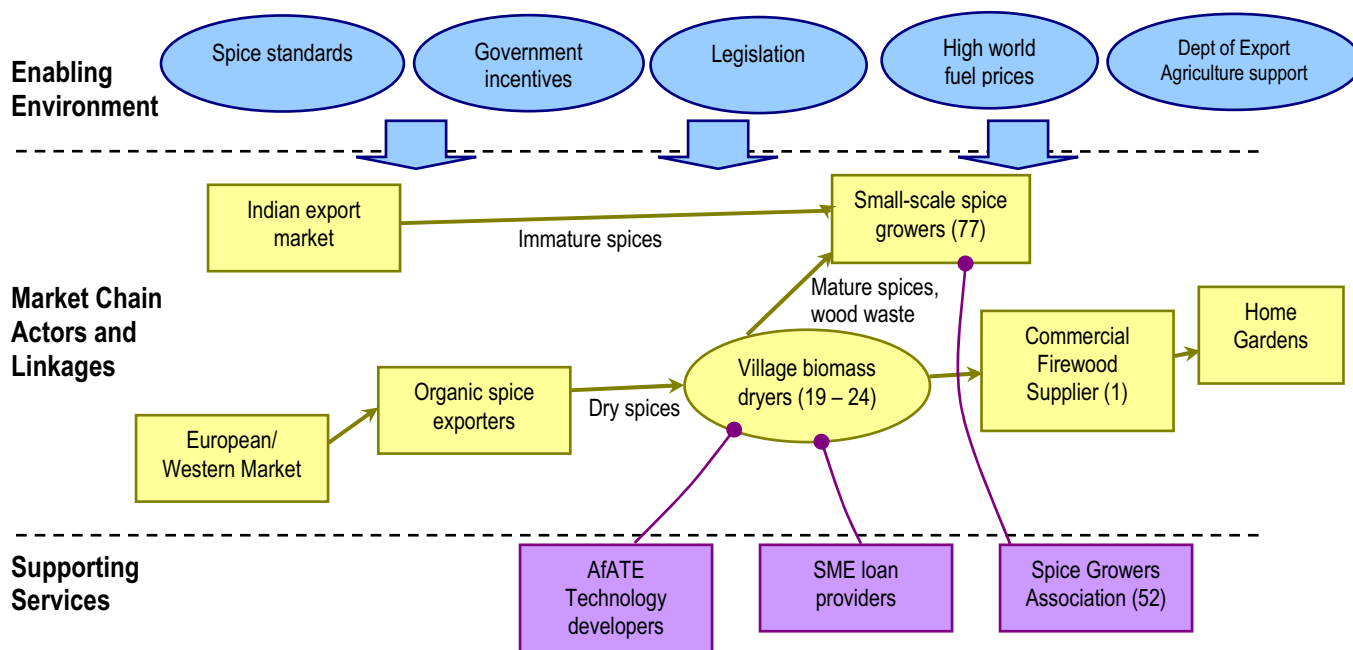 Enabling
Environment
Spice standards
Government
incentives
Legislation
High world
fuel prices
Dept of Export
Agriculture support
Market Chain
Actors and
Linkages
Indian export
market
Immature spices
Small-scale spice
growers (77)
Mature spices,
wood waste
Home
Gardens
Commercial
Firewood
Supplier (1)
Village biomass
dryers (19 – 24)
Organic spice
exporters
Dry spices
European/
Western Market
Supporting
Services
AfATE
Technology
developers
SME loan
providers
Spice Growers
Association (52)